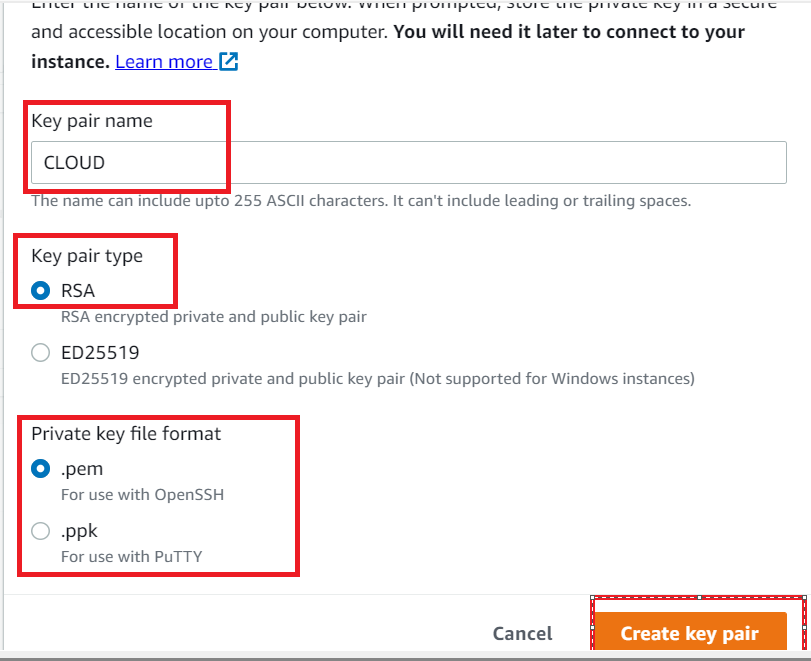 Enter the name of the key pair below. When prompted, store the private key in a secure
and accessible location on your computer. You will need it later to connect to your
instance. Learn more
Key pair name
CLOUD
The name can include upto 255 ASCII characters. It can't include leading or trailing spaces.
Key pair type
RSA
RSA encrypted private and public key pair
ED25519
ED25519 encrypted private and public key pair (Not supported for Windows instances)
Private key file format
.pem
For use with OpenSSH
.ppk
For use with PuTTY
Cancel
Create key pair